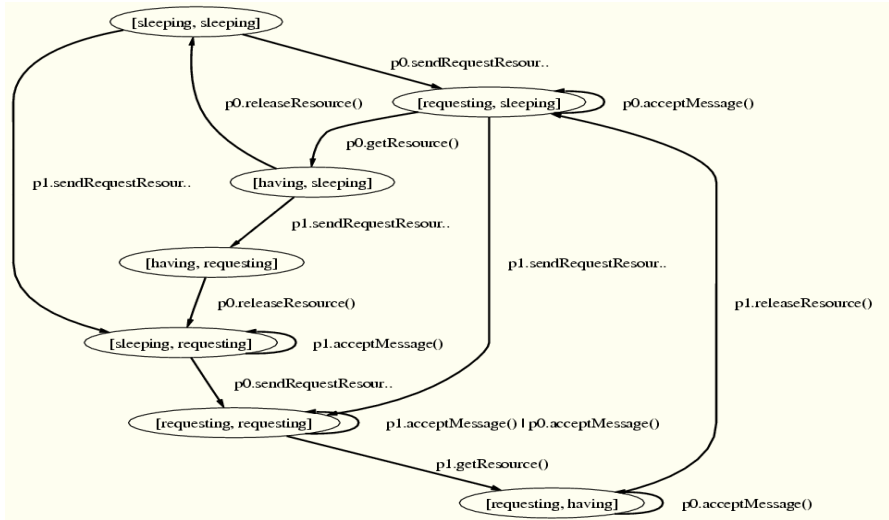 [sleeping, sleeping]
p0.sendRequestResour..
[requesting, sleeping]
p0.acceptMessage()
p0.releaseResource()
p0.getResource()
[having, sleeping]
p1.sendRequestResour..
p1.sendRequestResour..
[having, requesting]
p1.sendRequestResour..
p0.releaseResource()
p1.releaseResource()
[sleeping, requesting]
p1.acceptMessage()
p0.sendRequestResour..
[requesting, requesting]
p1.acceptMessage() | p0.acceptMessage()
p1.getResource()
[requesting, having]
p0.acceptMessage()